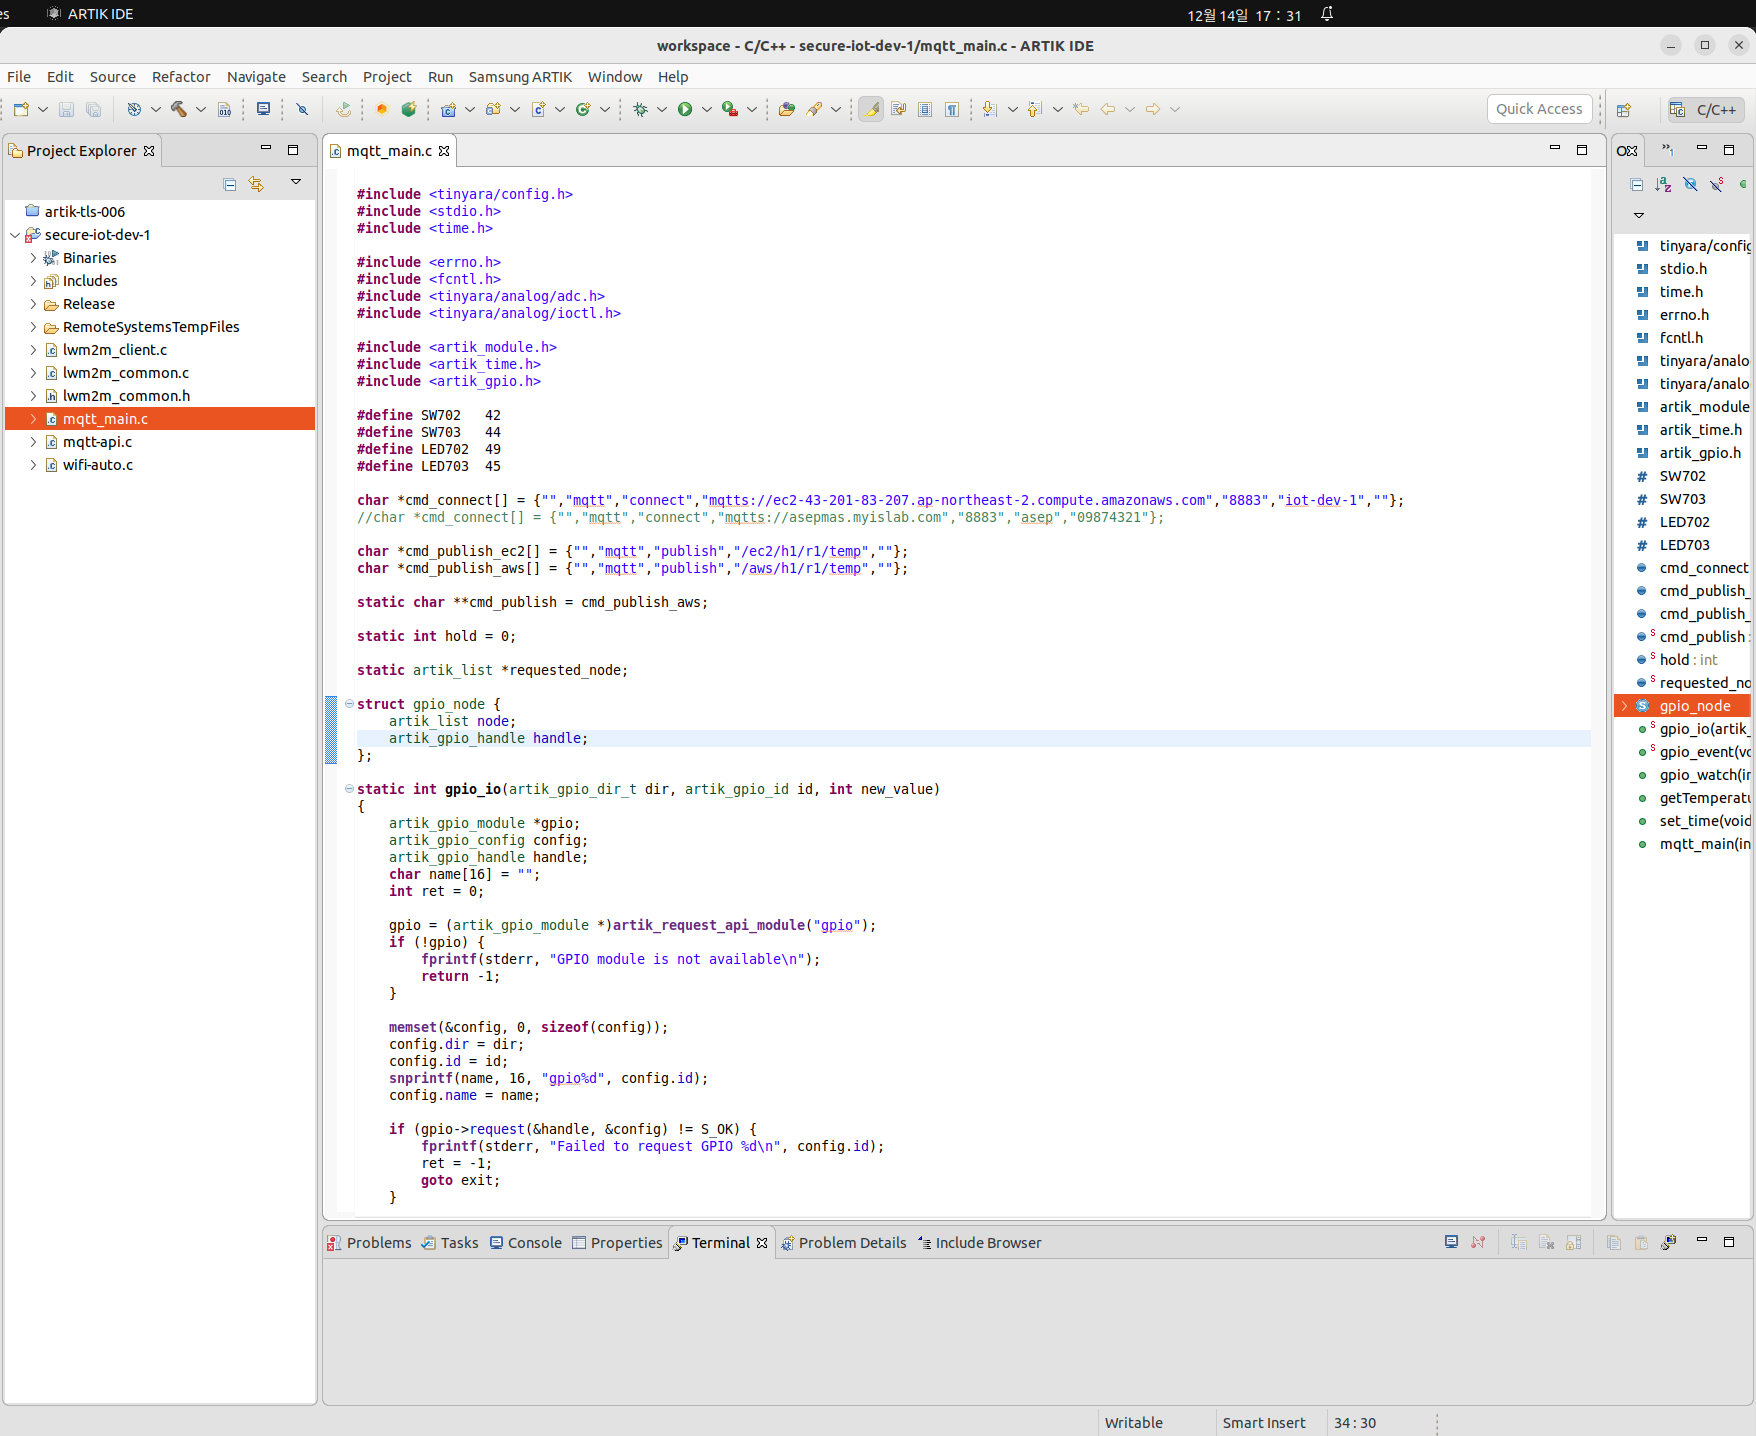 es ARTIK IDE 12월 14일 17 : 31
workspace - C/C++ - secure-iot-dev-1/mqtt_main.c - ARTIK IDE
File Edit Source Refactor Navigate Search Project Run Samsung ARTIK Window Help
Quick Access C/C++
Project Explorer
artik-tls-006
secure-iot-dev-1
Binaries
Includes
Release
RemoteSystemsTempFiles
lwm2m_client.c
lwm2m_common.c
lwm2m_common.h
mqtt_main.c
mqtt-api.c
wifi-auto.c
mqtt_main.c
#include <tinyara/config.h>
#include <stdio.h>
#include <time.h>
#include <errno.h>
#include <fcntl.h>
#include <tinyara/analog/adc.h>
#include <tinyara/analog/ioctl.h>
#include <artik_module.h>
#include <artik_time.h>
#include <artik_gpio.h>
#define SW702   42
#define SW703   44
#define LED702  49
#define LED703  45
char *cmd_connect[] = {"","mqtt","connect","mqtts://ec2-43-201-83-207.ap-northeast-2.compute.amazonaws.com","8883","iot-dev-1",""};
//char *cmd_connect[] = {"","mqtt","connect","mqtts://asepmas.myislab.com","8883","asep","09874321"};
char *cmd_publish_ec2[] = {"","mqtt","publish","/ec2/h1/r1/temp",""};
char *cmd_publish_aws[] = {"","mqtt","publish","/aws/h1/r1/temp",""};
static char **cmd_publish = cmd_publish_aws;
static int hold = 0;
static artik_list *requested_node;
struct gpio_node {
    artik_list node;
    artik_gpio_handle handle;
};
static int gpio_io(artik_gpio_dir_t dir, artik_gpio_id id, int new_value)
{
    artik_gpio_module *gpio;
    artik_gpio_config config;
    artik_gpio_handle handle;
    char name[16] = "";
    int ret = 0;
    gpio = (artik_gpio_module *)artik_request_api_module("gpio");
    if (!gpio) {
        fprintf(stderr, "GPIO module is not available\n");
        return -1;
    }
    memset(&config, 0, sizeof(config));
    config.dir = dir;
    config.id = id;
    snprintf(name, 16, "gpio%d", config.id);
    config.name = name;
    if (gpio->request(&handle, &config) != S_OK) {
        fprintf(stderr, "Failed to request GPIO %d\n", config.id);
        ret = -1;
        goto exit;
    }
tinyara/config
stdio.h
time.h
errno.h
fcntl.h
tinyara/analo
tinyara/analo
artik_module
artik_time.h
artik_gpio.h
SW702
SW703
LED702
LED703
cmd_connect
cmd_publish_
cmd_publish_
cmd_publish :
hold : int
requested_no
gpio_node
gpio_io(artik_
gpio_event(vo
gpio_watch(in
getTemperatu
set_time(void
mqtt_main(in
Problems Tasks Console Properties Terminal Problem Details Include Browser
Writable Smart Insert 34 : 30